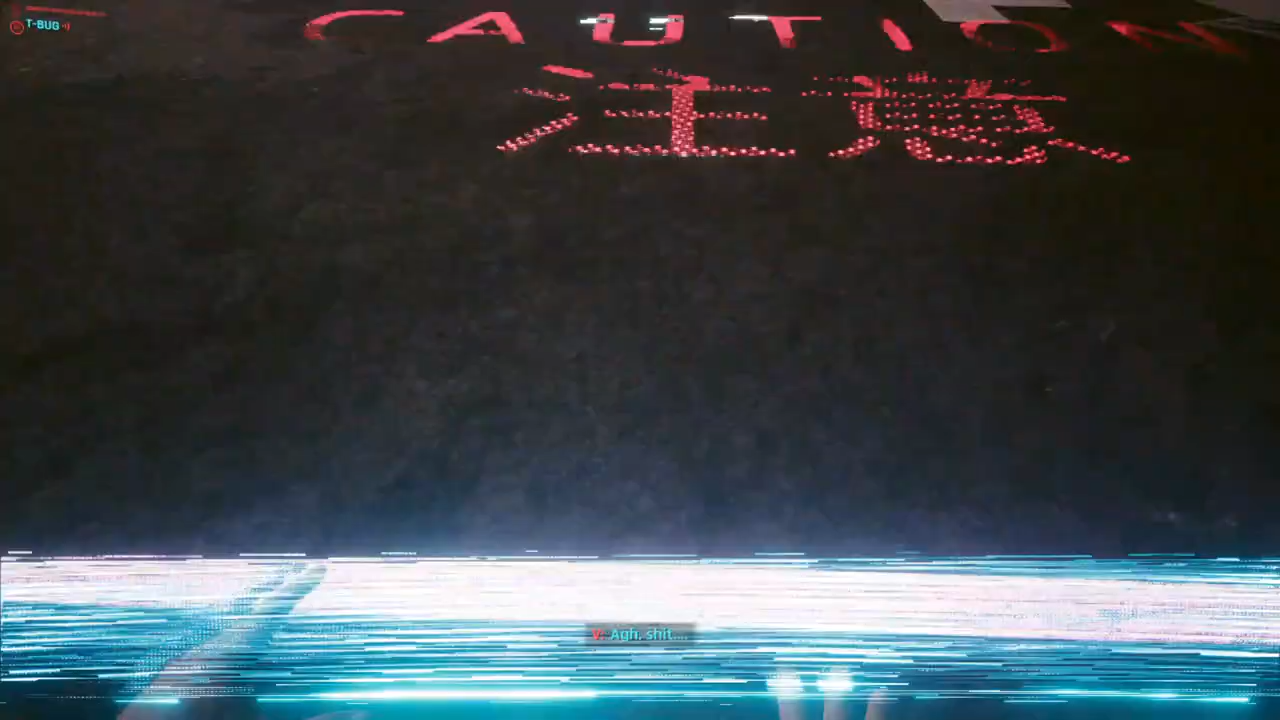 T-BUG
CAUTION
注意
V: Agh, shit....